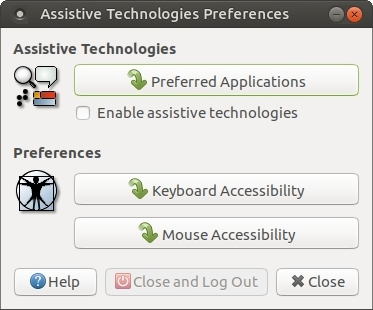 Assistive Technologies Preferences
Assistive Technologies
Preferred Applications
Enable assistive technologies
Preferences
Keyboard Accessibility
Mouse Accessibility
Help Close and Log Out Close